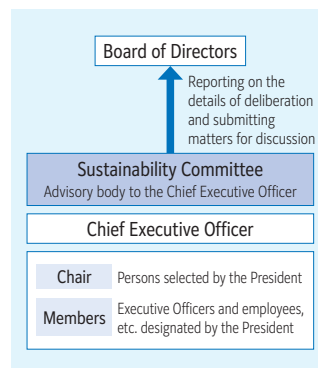 Board of Directors
Reporting on the
details of deliberation
and submitting
matters for discussion
Sustainability Committee
Advisory body to the Chief Executive Officer
Chief Executive Officer
Chair Persons selected by the President
Members Executive Officers and employees,
etc. designated by the President